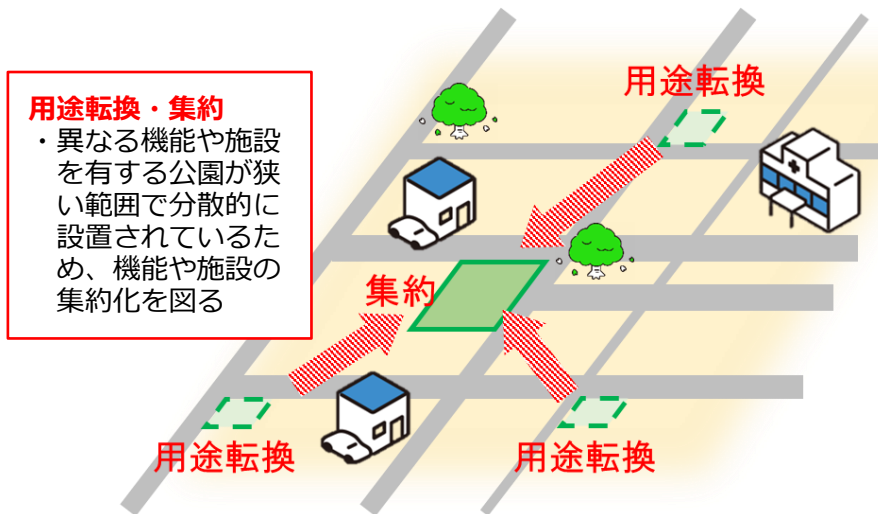 用途転換・集約
・異なる機能や施設
を有する公園が狭
い範囲で分散的に
設置されているた
め、機能や施設の
集約化を図る
用途転換
集約
用途転換
用途転換